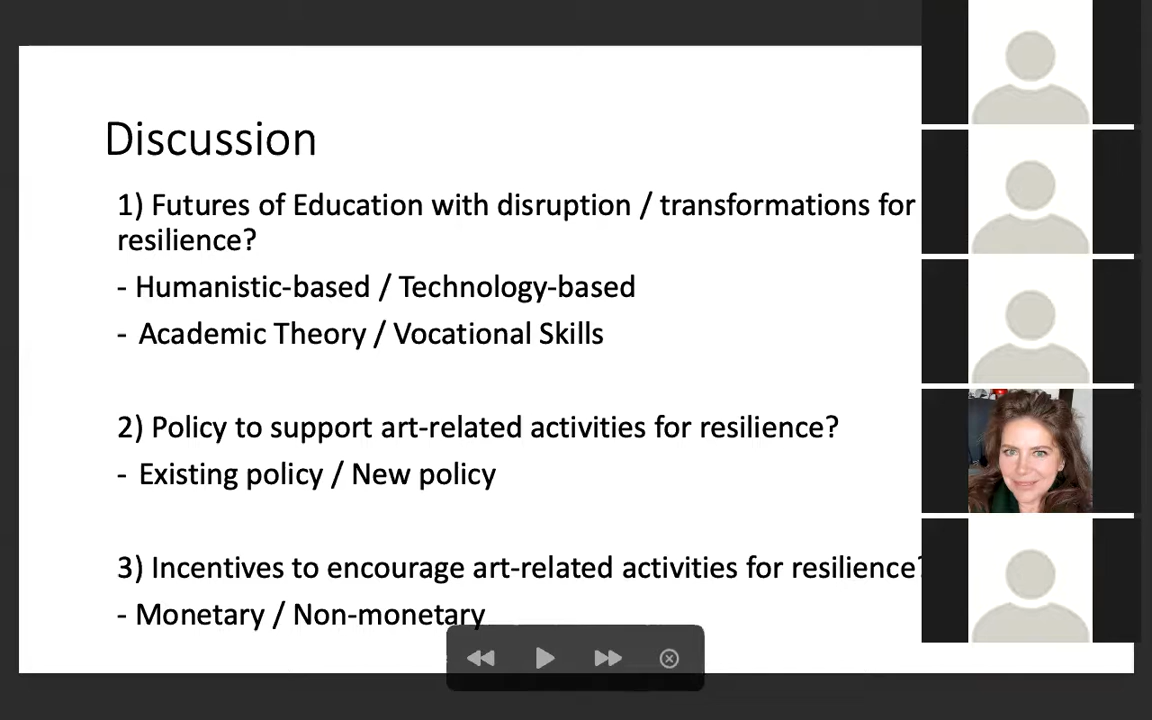 Discussion
1) Futures of Education with disruption / transformations for
resilience?
- Humanistic-based / Technology-based
- Academic Theory / Vocational Skills
2) Policy to support art-related activities for resilience?
- Existing policy / New policy
3) Incentives to encourage art-related activities for resilience?
- Monetary / Non-monetary